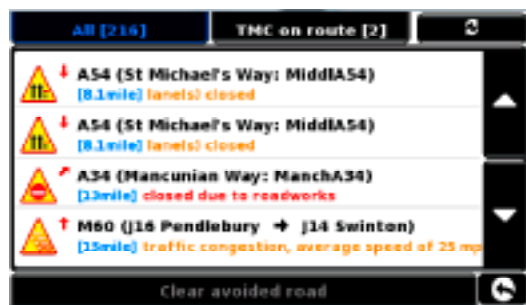 All [216] TMC on route [2]
A54 (St Michael's Way: MiddlA54)
[8.1mile] lane(s) closed
A54 (St Michael's Way: MiddlA54)
[8.1mile] lane(s) closed
A34 (Mancunian Way: ManchA34)
[13mile] closed due to roadworks
M60 (J16 Pendlebury → J14 Swinton)
[15mile] traffic congestion, average speed of 25 mp
Clear avoided road